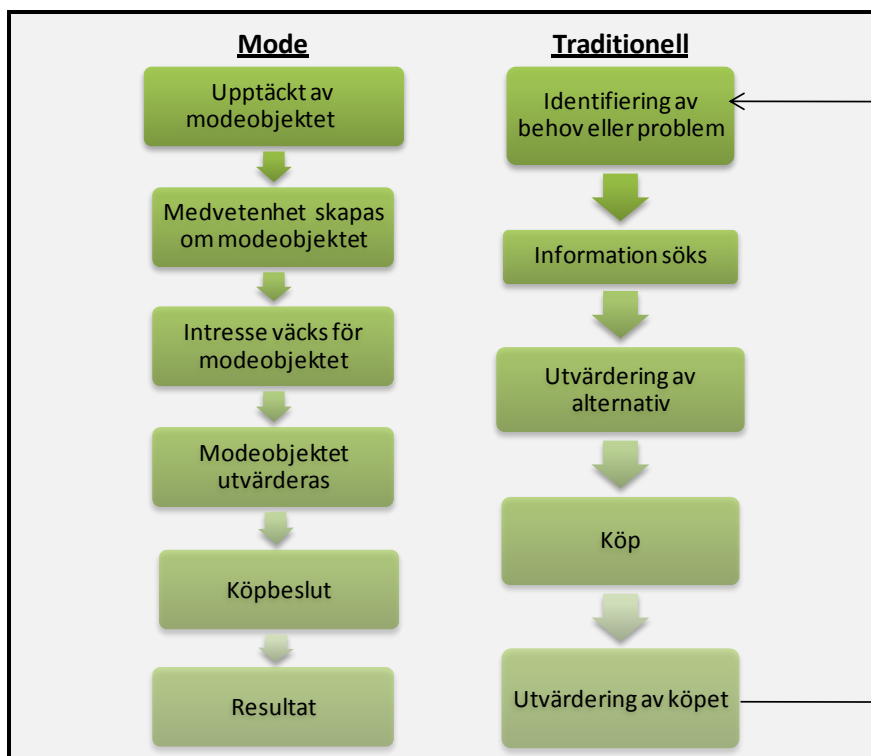 Mode
Upptäckt av
modeobjektet
Medvetenhet skapas
om modeobjektet
Intresse väcks för
modeobjektet
Modeobjektet
utvärderas
Köpbeslut
Resultat
Traditionell
Identifiering av
behov eller problem
Information söks
Utvärdering av
alternativ
Köp
Utvärdering av köpet